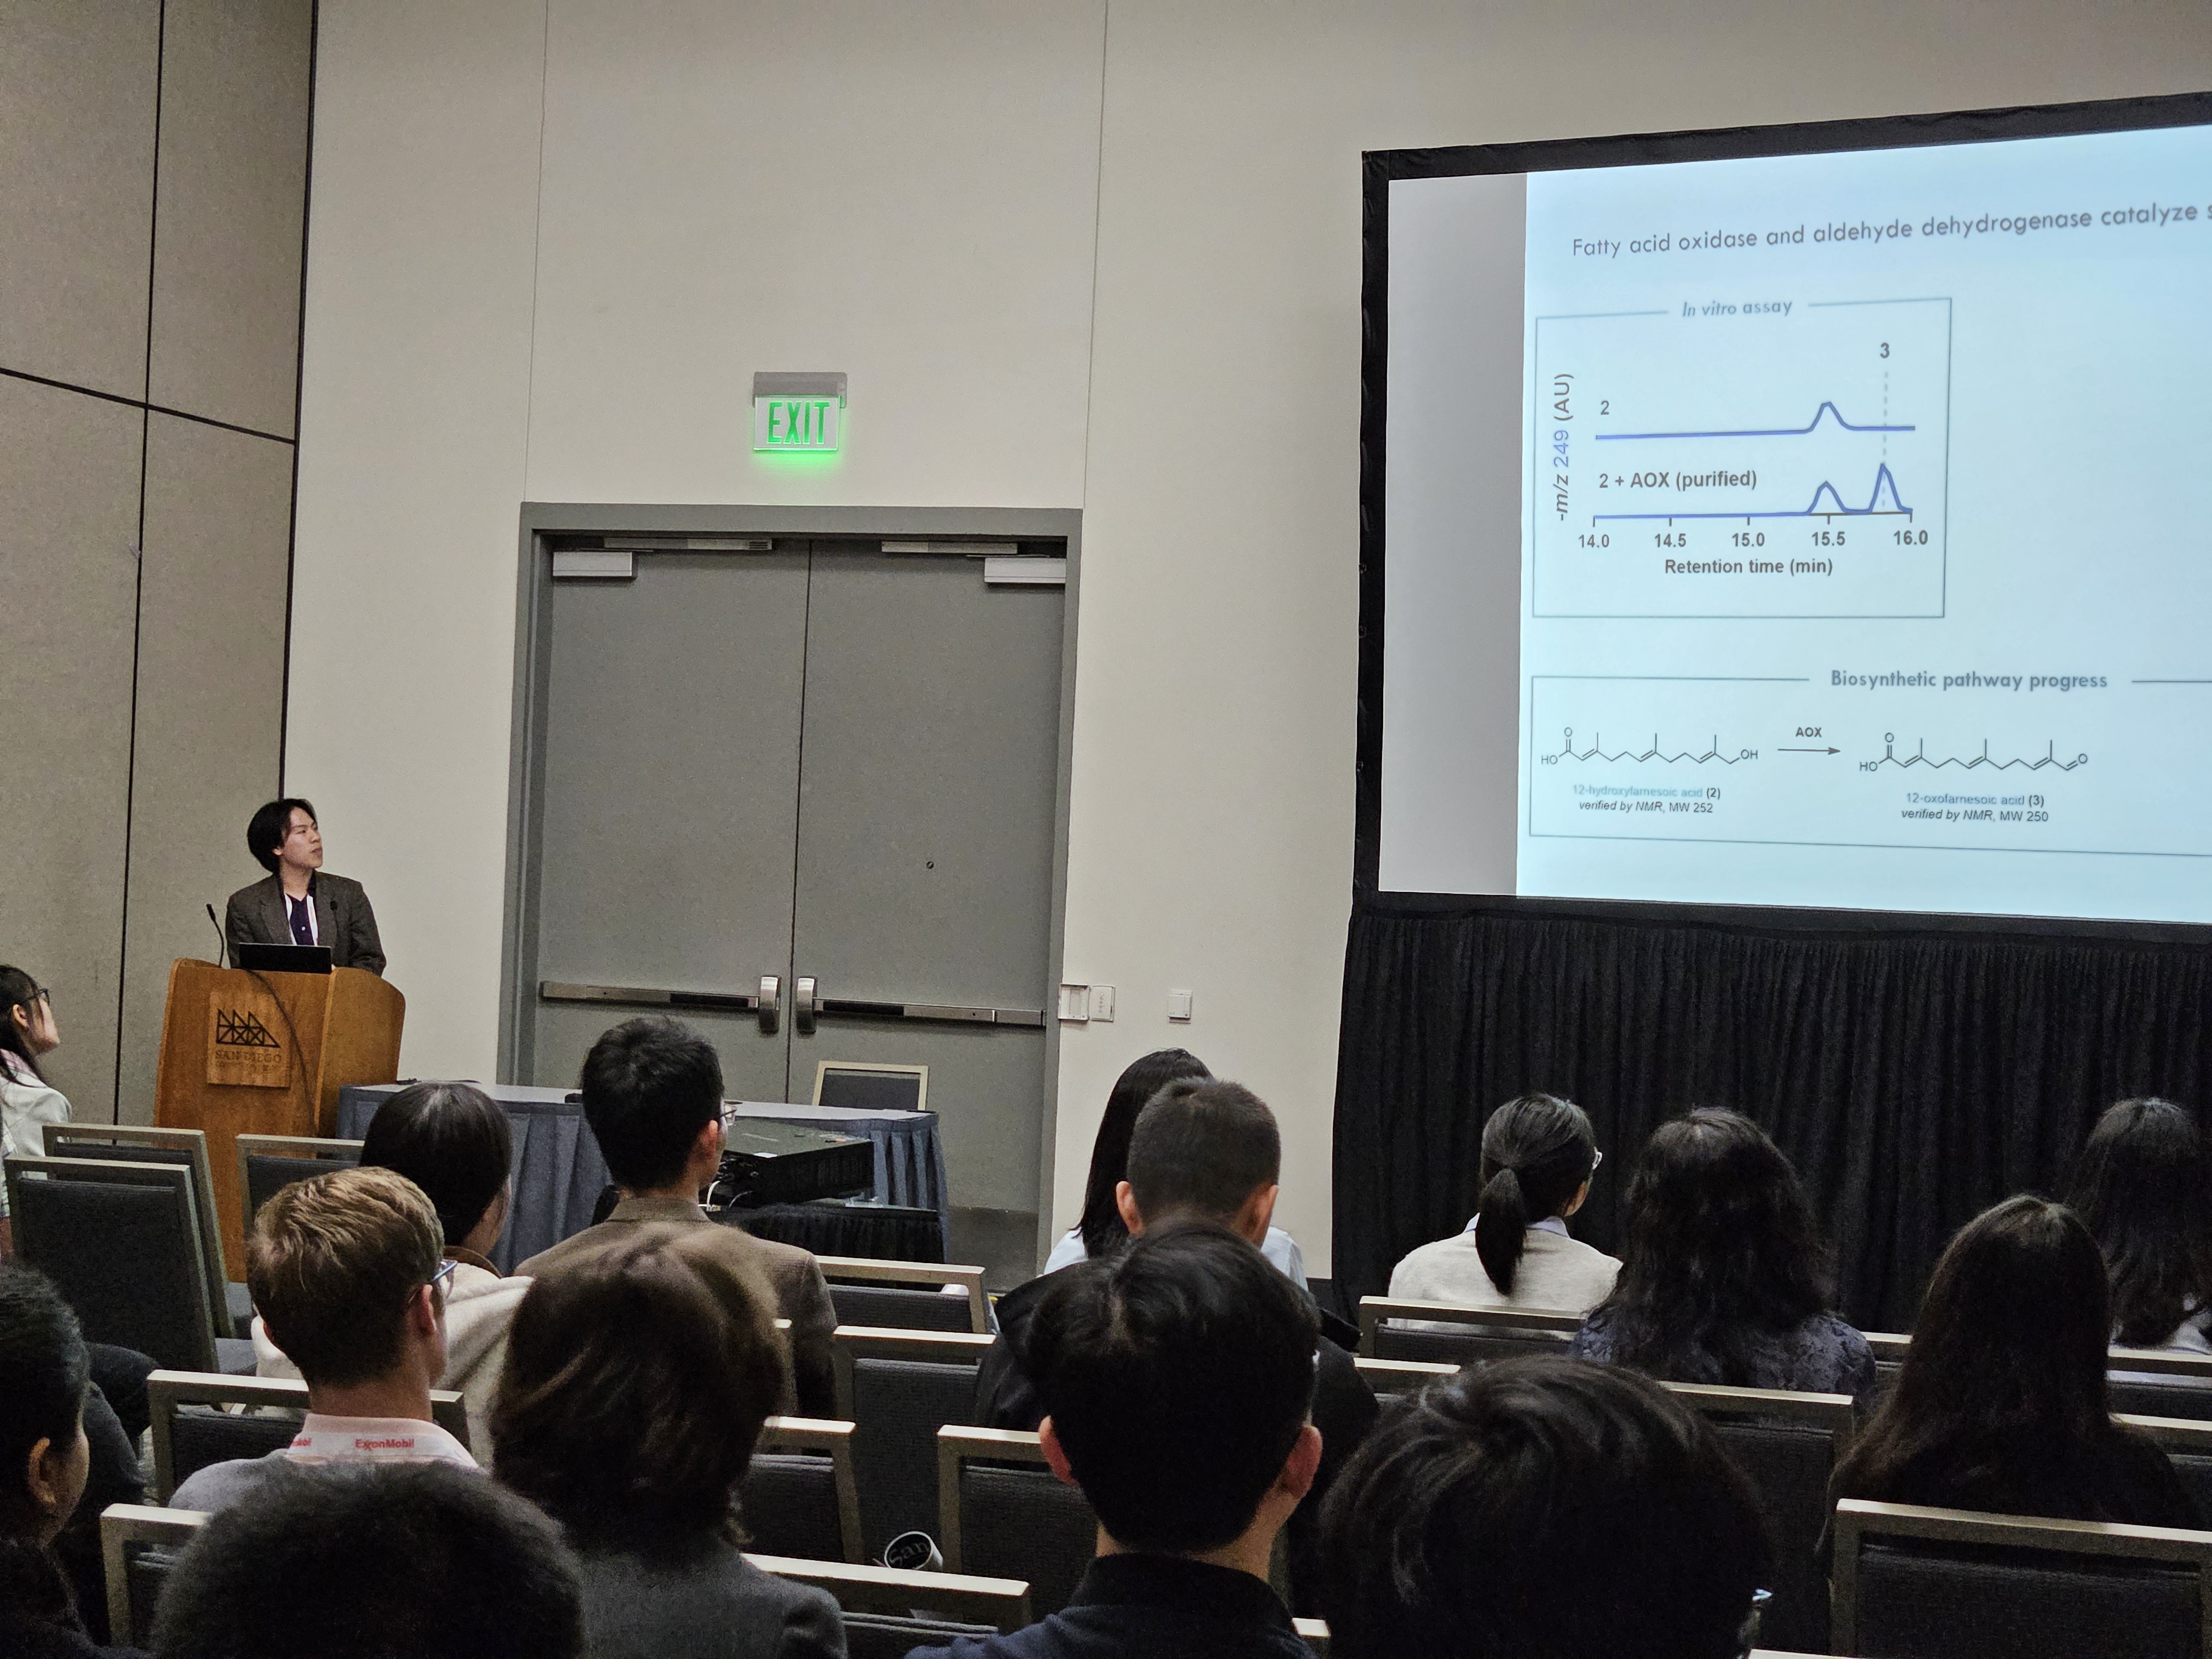 EXIT
Fatty acid oxidase and aldehyde dehydrogenase catalyze
In vitro assay
3
-m/z 249 (AU)
2
2 + AOX (purified)
14.0 14.5 15.0 15.5 16.0
Retention time (min)
Biosynthetic pathway progress
O
HO
OH
AOX
O
HO
O
12-hydroxyfarnesoic acid (2)
verified by NMR, MW 252
12-oxofarnesoic acid (3)
verified by NMR, MW 250
SAN DIEGO
ExxonMobil
San